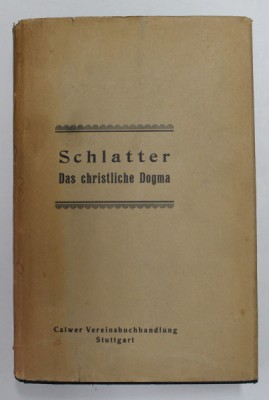 Schlatter
Das christliche Dogma
Calwer Vereinsbuchhandlung
Stuttgart